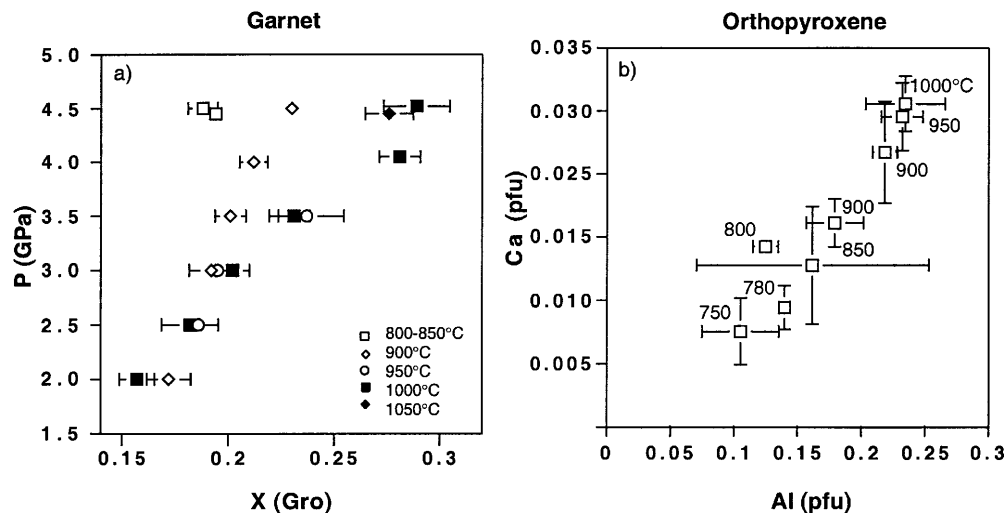 Garnet
a)
P (GPa)
5.0
4.5
4.0
3.5
3.0
2.5
2.0
1.5
800-850°C
900°C
950°C
1000°C
1050°C
0.15
0.2
0.25
0.3
X (Gro)
Orthopyroxene
b)
Ca (pfu)
0.035
0.030
0.025
0.020
0.015
0.010
0.005
1000°C
950
900
900
800
850
780
750
0
0.05
0.1
0.15
0.2
0.25
0.3
Al (pfu)